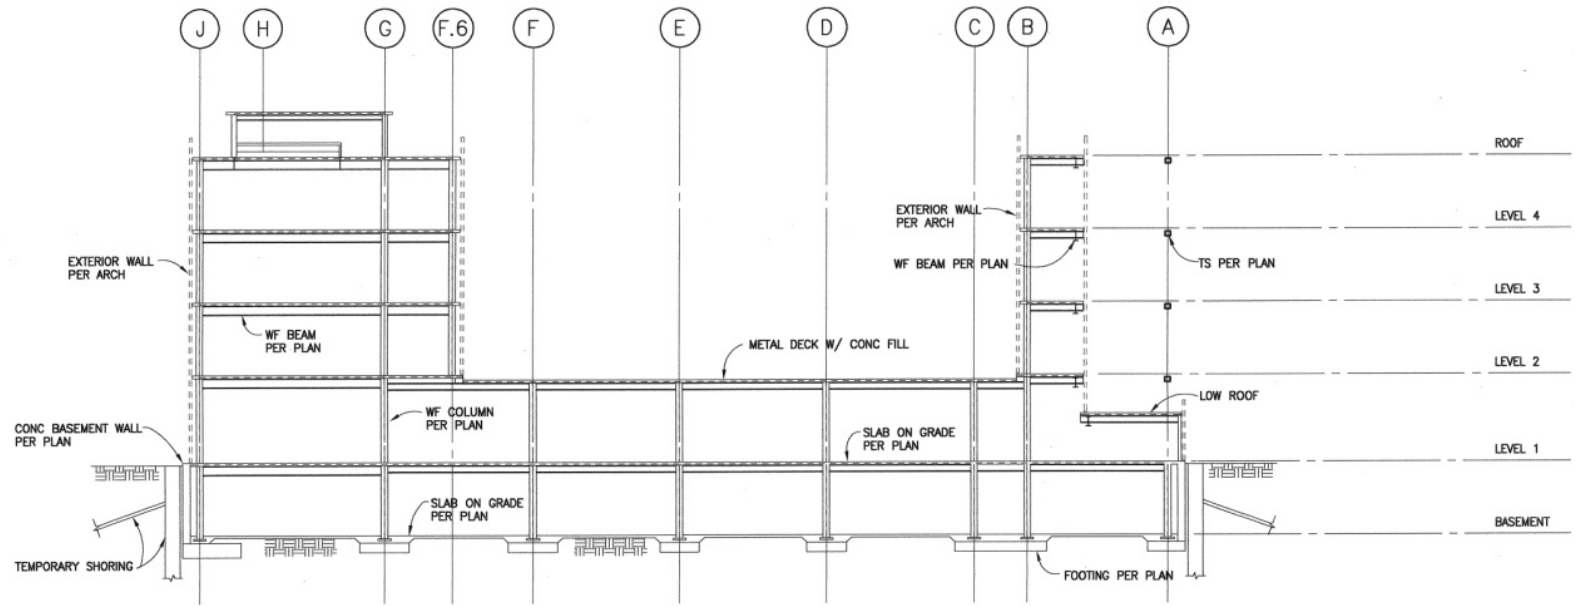 J H G F.6 F E D C B A
ROOF
EXTERIOR WALL
PER ARCH
LEVEL 4
EXTERIOR WALL
PER ARCH
WF BEAM PER PLAN
TS PER PLAN
LEVEL 3
WF BEAM
PER PLAN
METAL DECK W/ CONC FILL
LEVEL 2
LOW ROOF
WF COLUMN
PER PLAN
CONC BASEMENT WALL
PER PLAN
SLAB ON GRADE
PER PLAN
LEVEL 1
SLAB ON GRADE
PER PLAN
BASEMENT
TEMPORARY SHORING
FOOTING PER PLAN